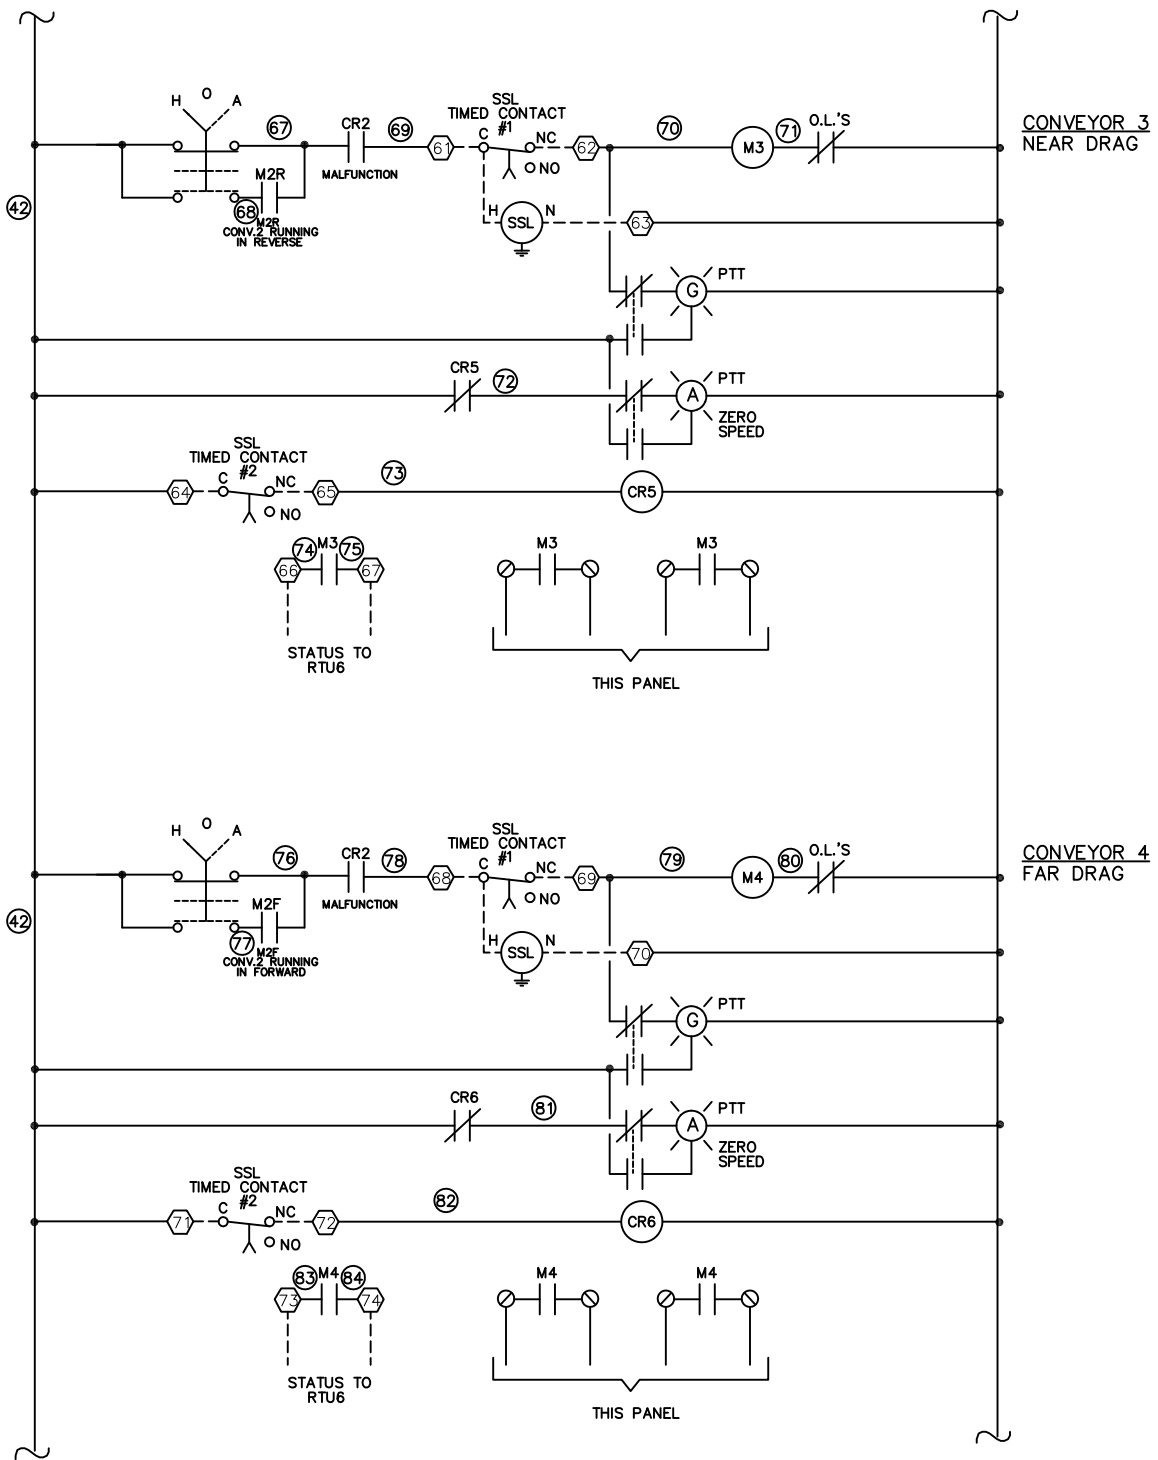 H O A
67
CR2
69
MALFUNCTION
61
SSL
TIMED CONTACT
#1
C
NC
NO
62
70
M3
71
O.L.'S
CONVEYOR 3
NEAR DRAG
42
M2R
68
M2R
CONV.2 RUNNING
IN REVERSE
H
SSL
N
63
G
PTT
CR5
72
A
PTT
ZERO
SPEED
SSL
TIMED CONTACT
#2
64
C
NC
NO
65
73
CR5
74
M3
75
66
67
STATUS TO
RTU6
M3
M3
THIS PANEL
H O A
76
CR2
78
MALFUNCTION
68
SSL
TIMED CONTACT
#1
C
NC
NO
69
79
M4
80
O.L.'S
CONVEYOR 4
FAR DRAG
42
M2F
77
M2F
CONV.2 RUNNING
IN FORWARD
H
SSL
N
70
G
PTT
CR6
81
A
PTT
ZERO
SPEED
SSL
TIMED CONTACT
#2
71
C
NC
NO
72
82
CR6
83
M4
84
73
74
STATUS TO
RTU6
M4
M4
THIS PANEL